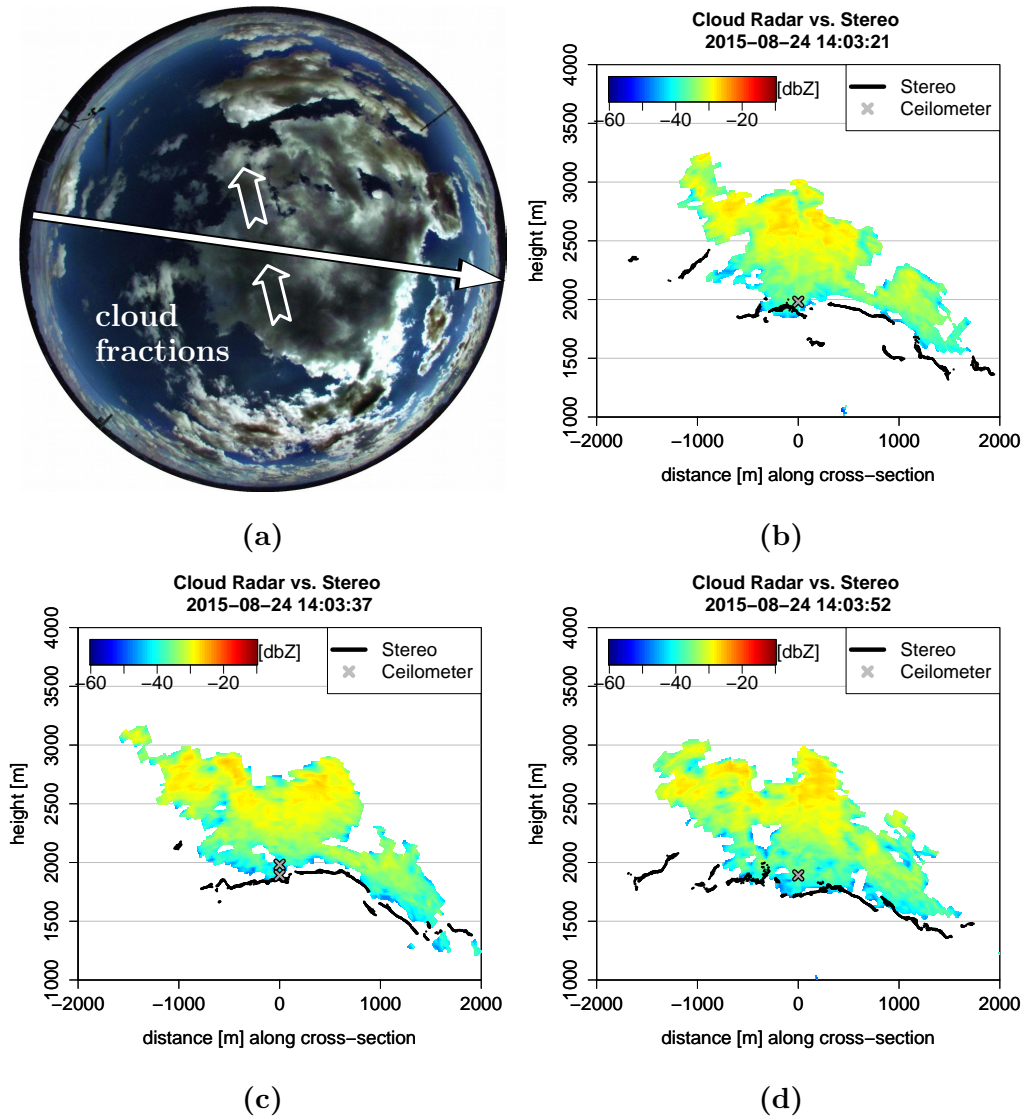 cloud
fractions
(a)
Cloud Radar vs. Stereo
2015−08−24 14:03:21
[dbZ]
−60 −40 −20
Stereo
Ceilometer
4000
3500
3000
2500
2000
1500
1000
height [m]
−2000 −1000 0 1000 2000
distance [m] along cross−section
(b)
Cloud Radar vs. Stereo
2015−08−24 14:03:37
[dbZ]
−60 −40 −20
Stereo
Ceilometer
4000
3500
3000
2500
2000
1500
1000
height [m]
−2000 −1000 0 1000 2000
distance [m] along cross−section
(c)
Cloud Radar vs. Stereo
2015−08−24 14:03:52
[dbZ]
−60 −40 −20
Stereo
Ceilometer
4000
3500
3000
2500
2000
1500
1000
height [m]
−2000 −1000 0 1000 2000
distance [m] along cross−section
(d)